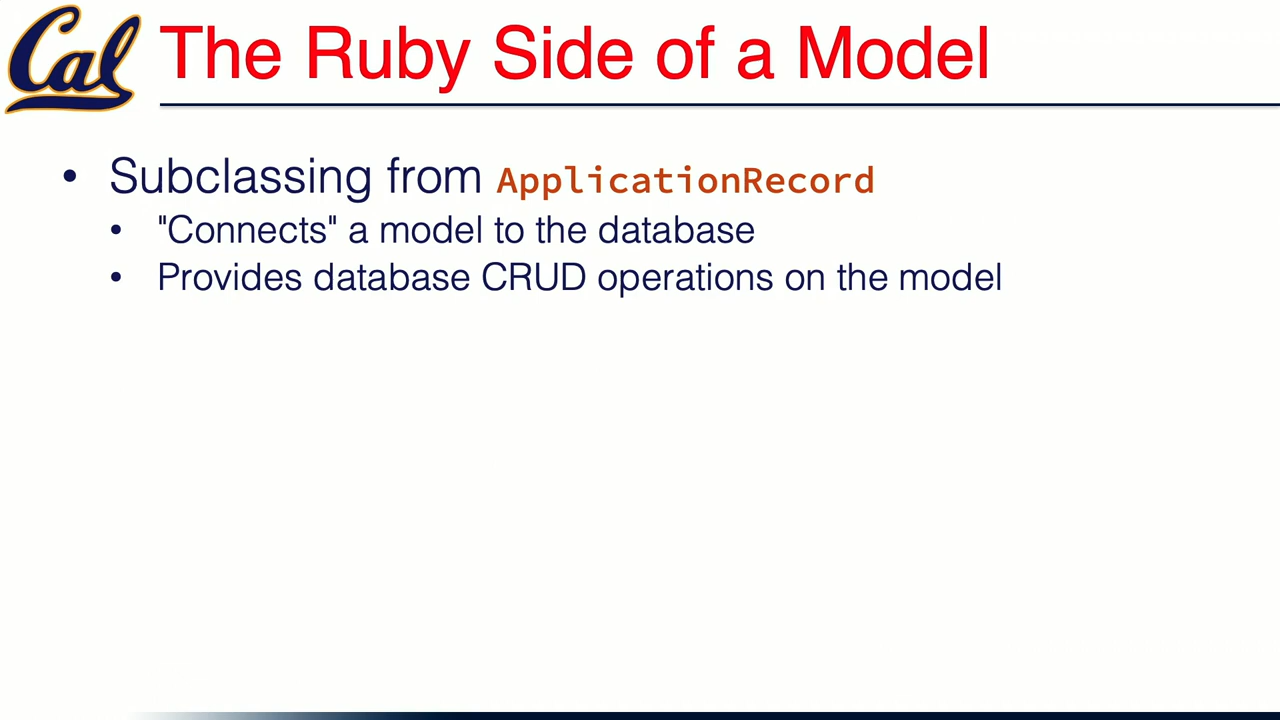 Cal
The Ruby Side of a Model
• Subclassing from ApplicationRecord
• "Connects" a model to the database
• Provides database CRUD operations on the model